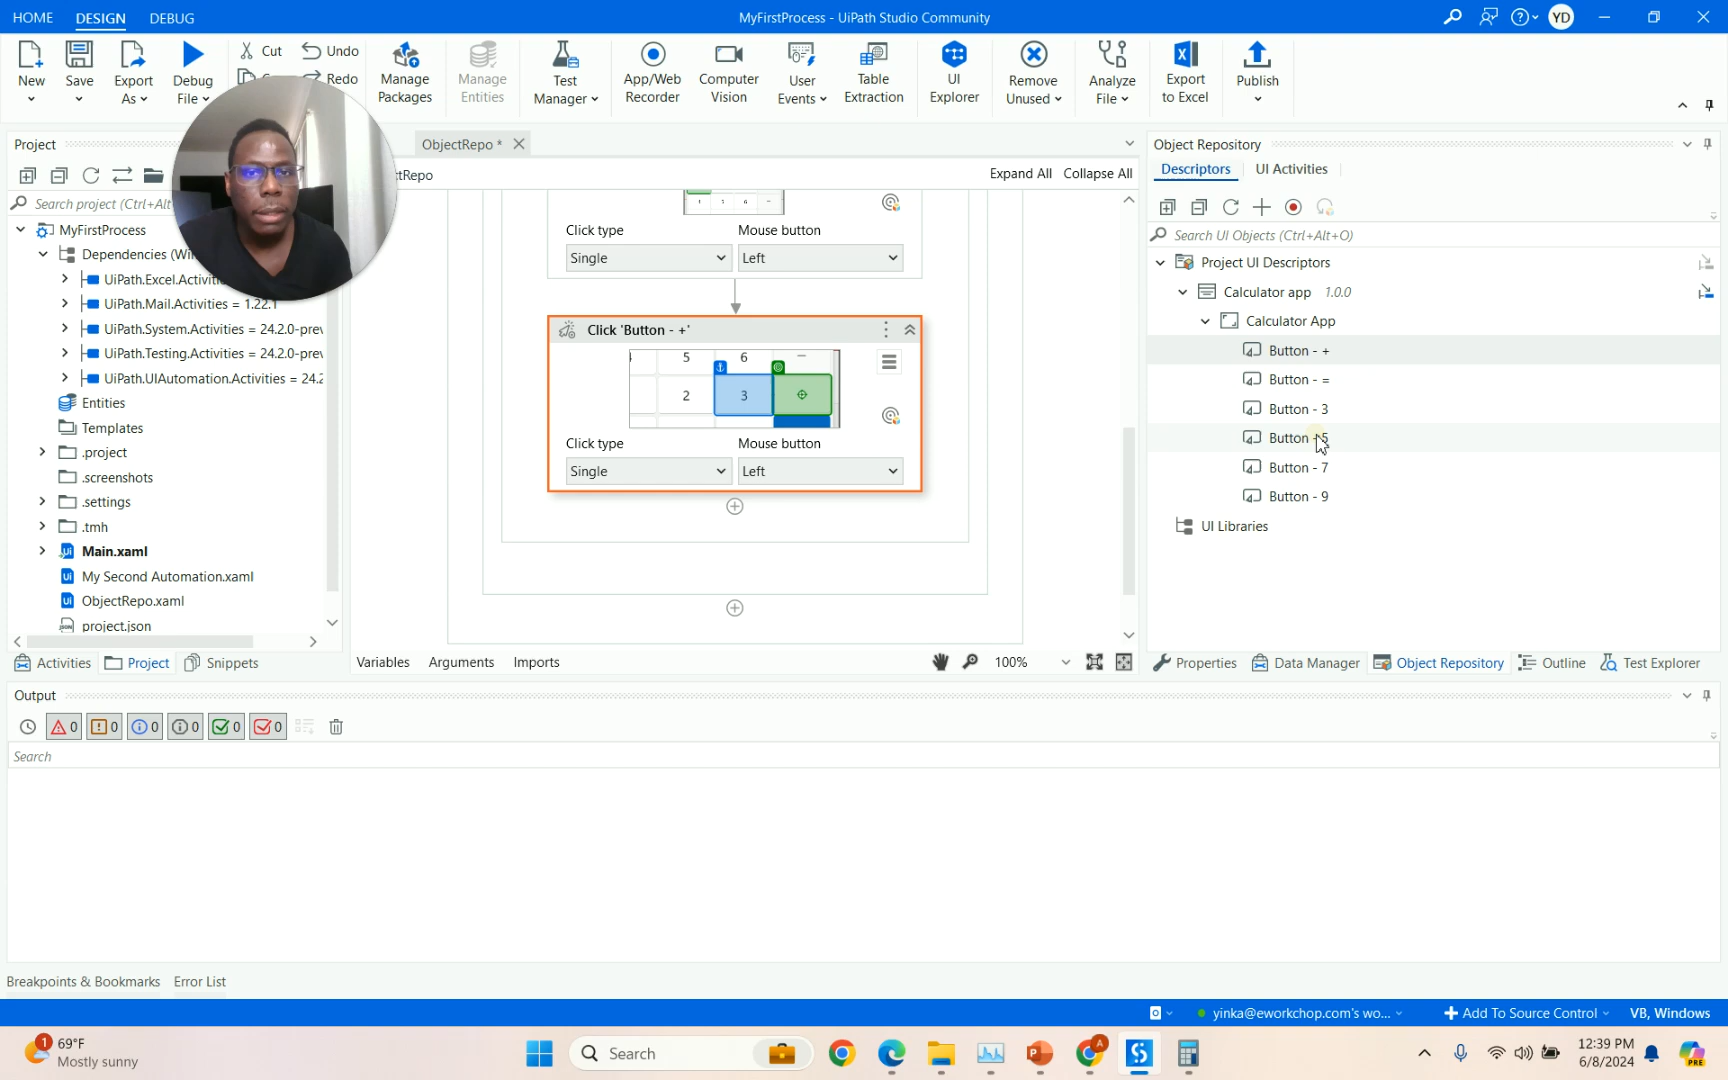 HOME DESIGN DEBUG
MyFirstProcess - UiPath Studio Community
YD
New
Save
Export As
Debug File
Cut
Undo
Redo
Manage Packages
Manage Entities
Test Manager
App/Web Recorder
Computer Vision
User Events
Table Extraction
UI Explorer
Remove Unused
Analyze File
Export to Excel
Publish
Project
Search project (Ctrl+Alt
MyFirstProcess
Dependencies (Wi
UiPath.Excel.Activiti
UiPath.Mail.Activities = 1.22.1
UiPath.System.Activities = 24.2.0-prev
UiPath.Testing.Activities = 24.2.0-prev
UiPath.UIAutomation.Activities = 24.2
Entities
Templates
.project
.screenshots
.settings
.tmh
Main.xaml
My Second Automation.xaml
ObjectRepo.xaml
project.json
Activities Project Snippets
ObjectRepo *
ctRepo
Expand All Collapse All
Click type Mouse button
Single Left
Click 'Button - +'
5 6 —
2 3
Click type Mouse button
Single Left
Variables Arguments Imports
100%
Object Repository
Descriptors UI Activities
Search UI Objects (Ctrl+Alt+O)
Project UI Descriptors
Calculator app 1.0.0
Calculator App
Button - +
Button - =
Button - 3
Button - 5
Button - 7
Button - 9
UI Libraries
Properties Data Manager Object Repository Outline Test Explorer
Output
0 0 0 0 0 0
Search
Breakpoints & Bookmarks Error List
yinka@eworkchop.com's wo... Add To Source Control VB, Windows
1
69°F
Mostly sunny
Search
A
12:39 PM
6/8/2024
PRE